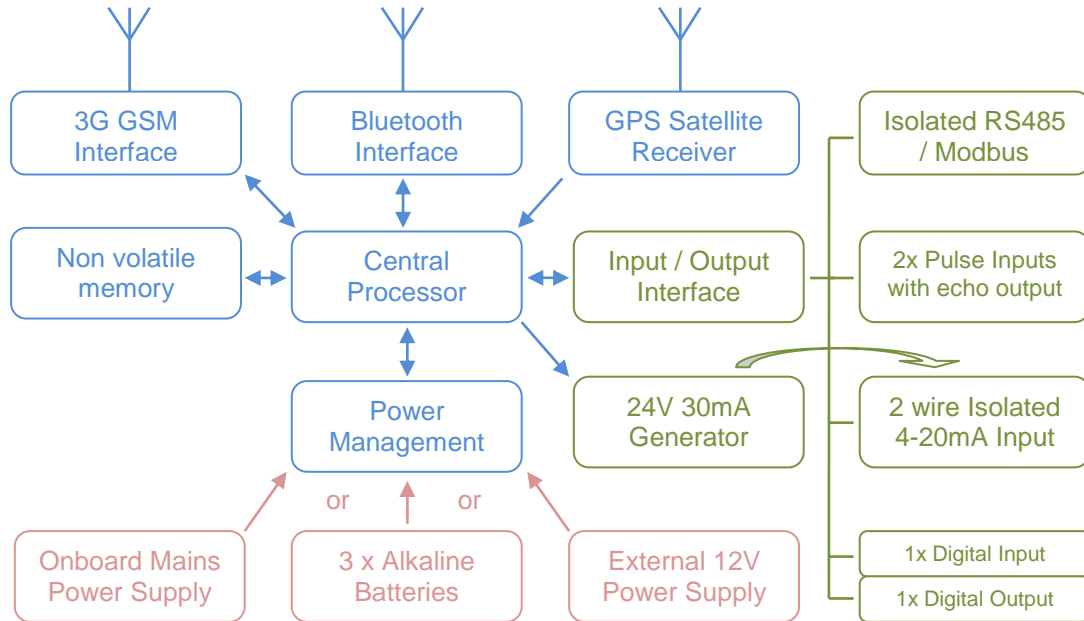 3G GSM
Interface
Bluetooth
Interface
GPS Satellite
Receiver
Isolated RS485
/ Modbus
Non volatile
memory
Central
Processor
Input / Output
Interface
2x Pulse Inputs
with echo output
Power
Management
24V 30mA
Generator
2 wire Isolated
4-20mA Input
or
or
Onboard Mains
Power Supply
3 x Alkaline
Batteries
External 12V
Power Supply
1x Digital Input
1x Digital Output